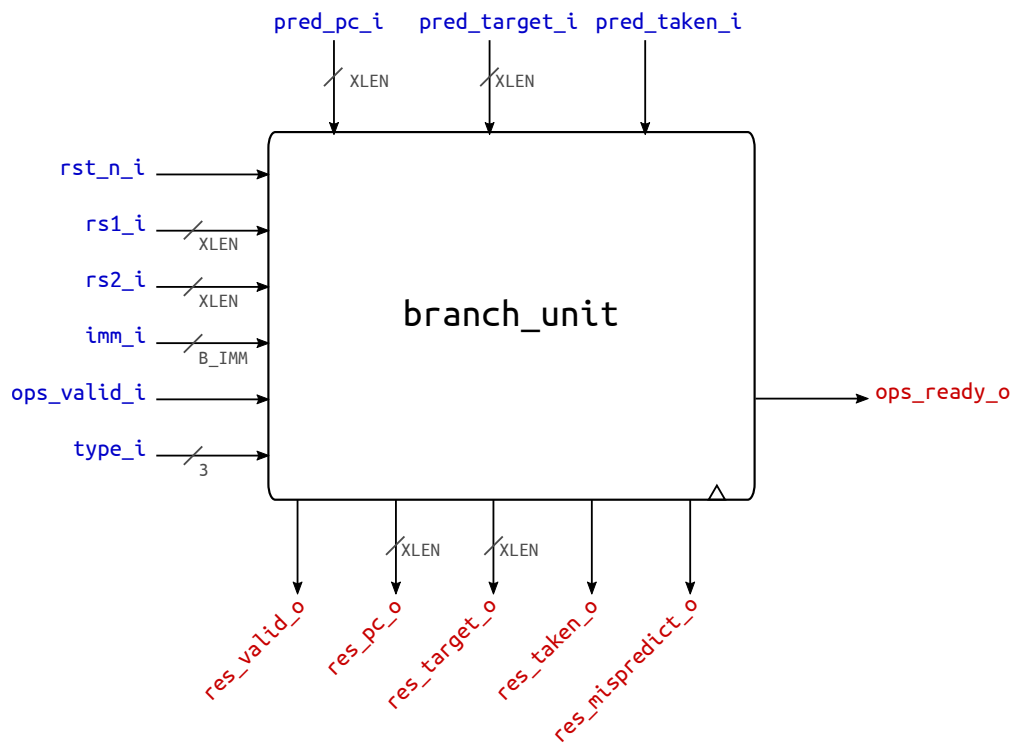 pred_pc_i pred_target_i pred_taken_i
XLEN XLEN
rst_n_i
rs1_i
XLEN
rs2_i
XLEN
branch_unit
imm_i
B_IMM
ops_valid_i
ops_ready_o
type_i
3
XLEN XLEN
res_valid_o
res_pc_o
res_target_o
res_taken_o
res_mispredict_o